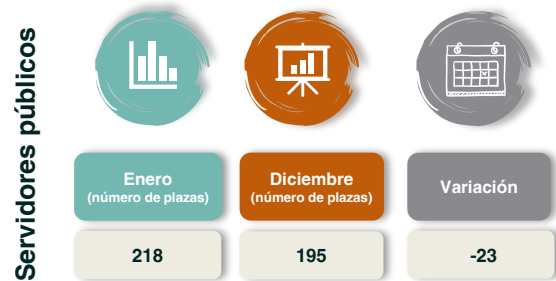 Servidores públicos
Enero
(número de plazas)
Diciembre
(número de plazas)
Variación
218
195
-23